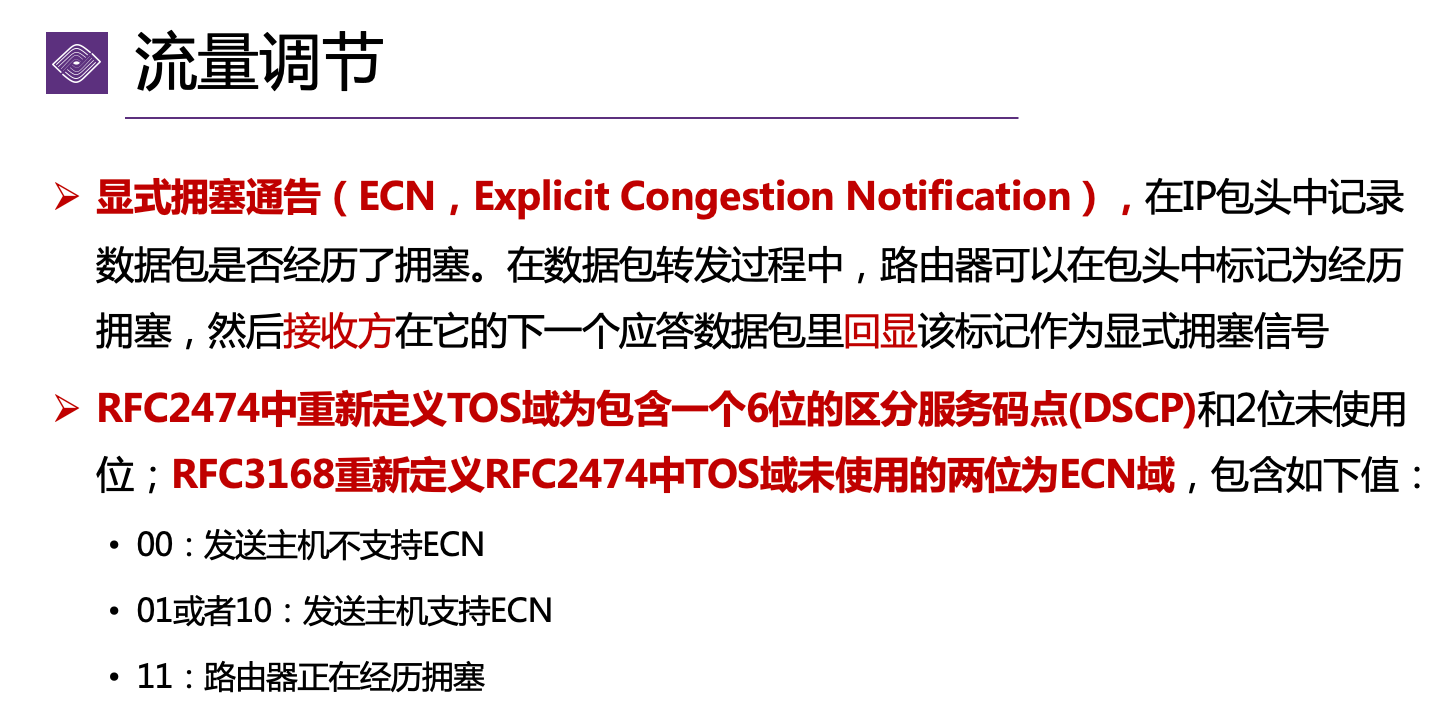 流量调节
➢ 显式拥塞通告（ECN，Explicit Congestion Notification），在IP包头中记录
数据包是否经历了拥塞。在数据包转发过程中，路由器可以在包头中标记为经历
拥塞，然后接收方在它的下一个应答数据包里回显该标记作为显式拥塞信号
➢ RFC2474中重新定义TOS域为包含一个6位的区分服务码点(DSCP)和2位未使用
位；RFC3168重新定义RFC2474中TOS域未使用的两位为ECN域，包含如下值：
• 00：发送主机不支持ECN
• 01或者10：发送主机支持ECN
• 11：路由器正在经历拥塞